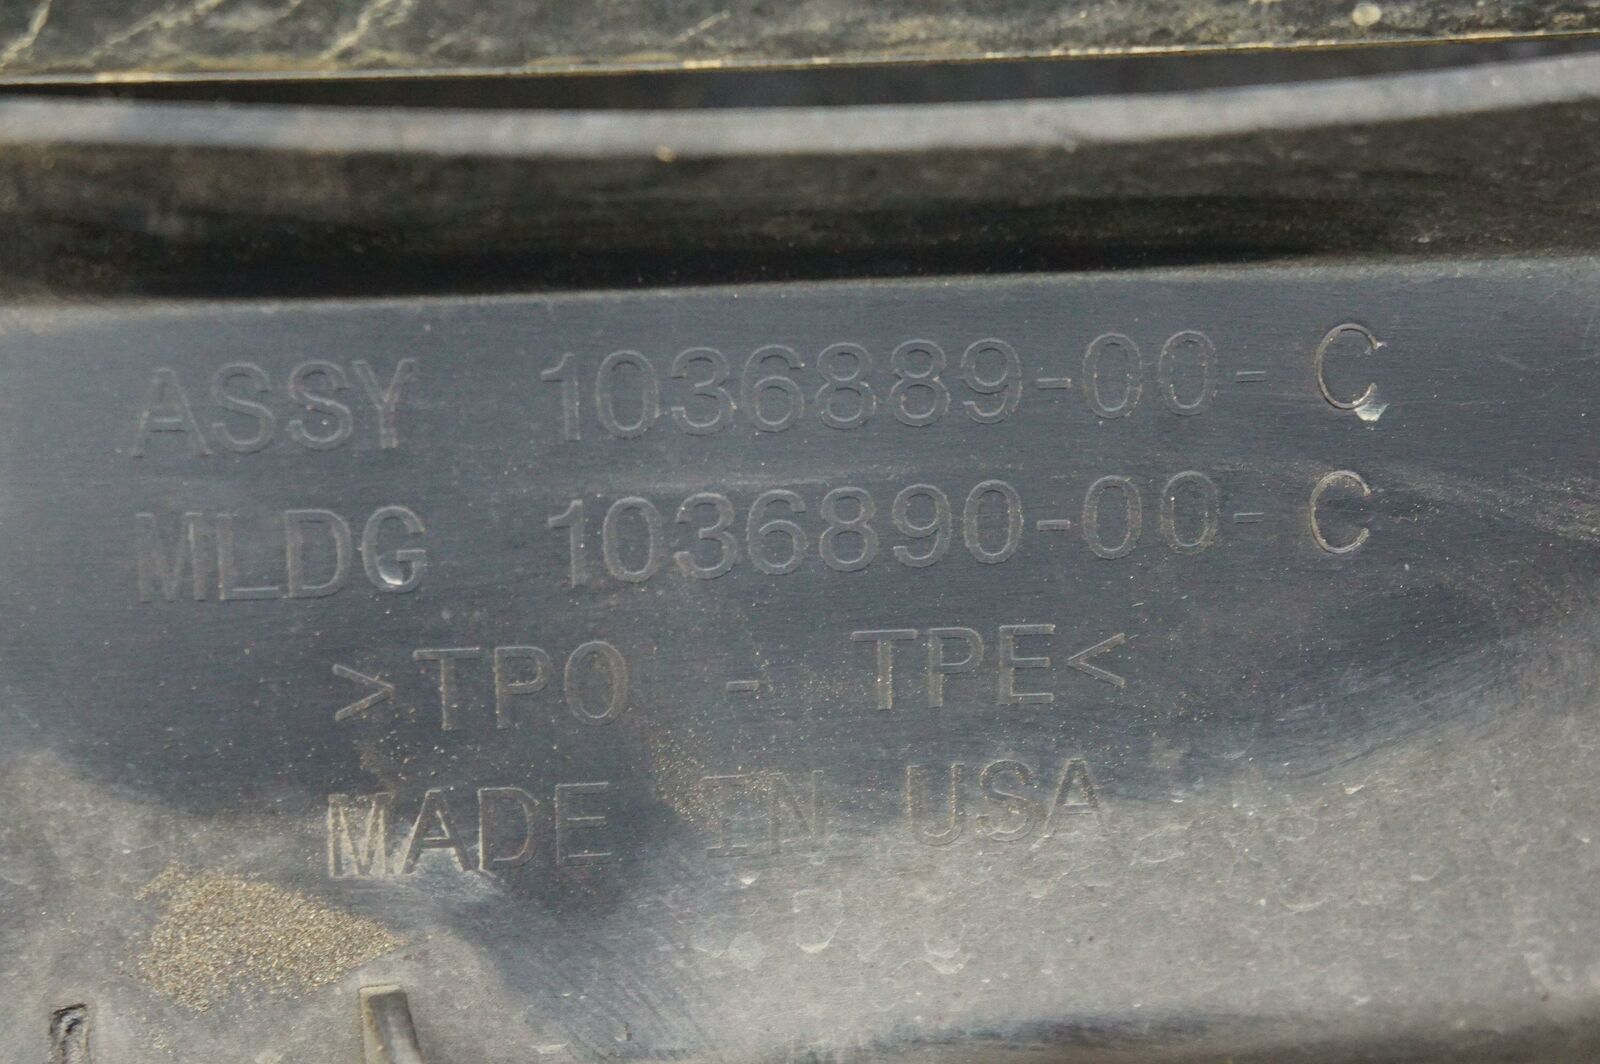 ASSY 1036889-00-C
MLDG 1036890-00-C
>TPO - TPE<
MADE IN USA